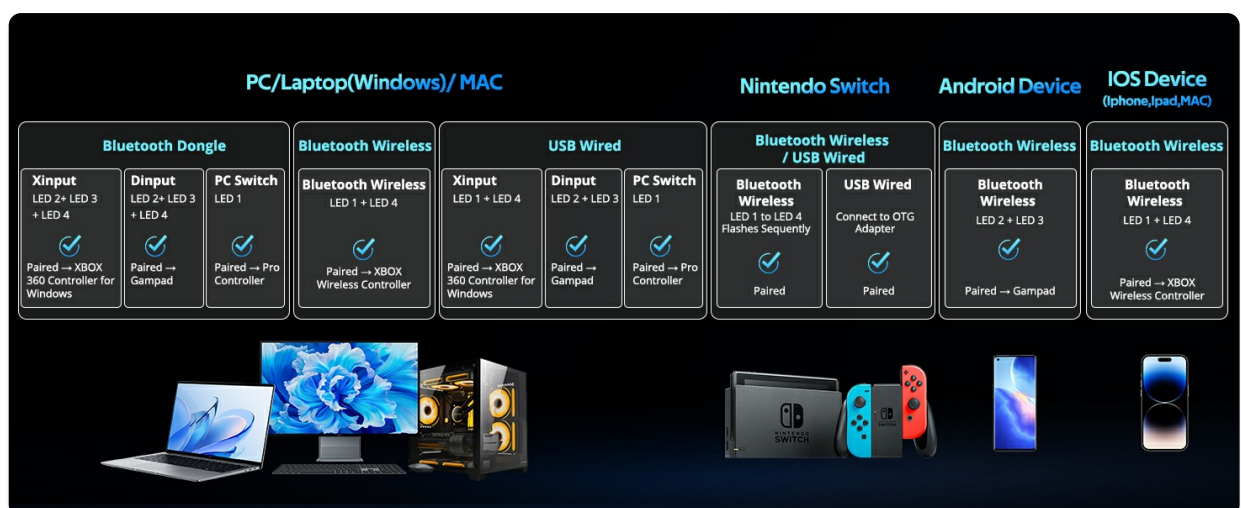 PC/Laptop(Windows)/ MAC
Nintendo Switch
Android Device
IOS Device
(Iphone,Ipad,MAC)
Bluetooth Dongle
Xinput
LED 2+ LED 3
+ LED 4
Paired → XBOX
360 Controller for
Windows
Dinput
LED 2+ LED 3
+ LED 4
Paired →
Gampad
PC Switch
LED 1
Paired → Pro
Controller
Bluetooth Wireless
Bluetooth Wireless
LED 1 + LED 4
Paired → XBOX
Wireless Controller
USB Wired
Xinput
LED 1 + LED 4
Paired → XBOX
360 Controller for
Windows
Dinput
LED 2 + LED 3
Paired →
Gampad
PC Switch
LED 1
Paired → Pro
Controller
Bluetooth Wireless
/ USB Wired
Bluetooth
Wireless
LED 1 to LED 4
Flashes Sequently
Paired
USB Wired
Connect to OTG
Adapter
Paired
Bluetooth Wireless
Bluetooth
Wireless
LED 2 + LED 3
Paired → Gampad
Bluetooth Wireless
Bluetooth
Wireless
LED 1 + LED 4
Paired → XBOX
Wireless Controller
NINTENDO
SWITCH